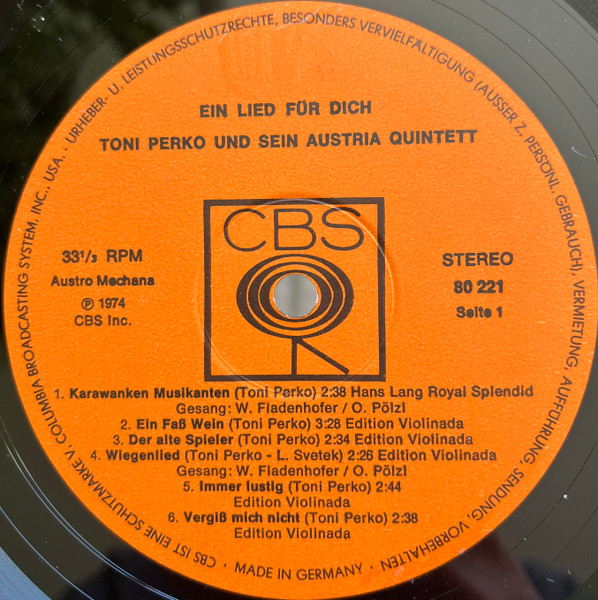 EIN LIED FÜR DICH
TONI PERKO UND SEIN AUSTRIA QUINTETT
CBS
33 1/3 RPM
Austro Mechana
Ⓟ 1974
CBS Inc.
STEREO
80 221
Seite 1
1. Karawanken Musikanten (Toni Perko) 2:38 Hans Lang Royal Splendid
Gesang: W. Fladenhofer / O. Pölzl
2. Ein Faß Wein (Toni Perko) 3:28 Edition Violinada
3. Der alte Spieler (Toni Perko) 2:34 Edition Violinada
4. Wiegenlied (Toni Perko - L. Svetek) 2:26 Edition Violinada
Gesang: W. Fladenhofer / O. Pölzl
5. Immer lustig (Toni Perko) 2:44
Edition Violinada
6. Vergiß mich nicht (Toni Perko) 2:38
Edition Violinada
CBS IST EINE SCHUTZMARKE V. COLUMBIA BROADCASTING SYSTEM, INC., USA. · URHEBER- U. LEISTUNGSSCHUTZRECHTE, BESONDERS VERVIELFÄLTIGUNG (AUSSER Z. PERSÖNL. GEBRAUCH), VERMIETUNG, AUFFÜHRUNG, SENDUNG, VORBEHALTEN · MADE IN GERMANY ·